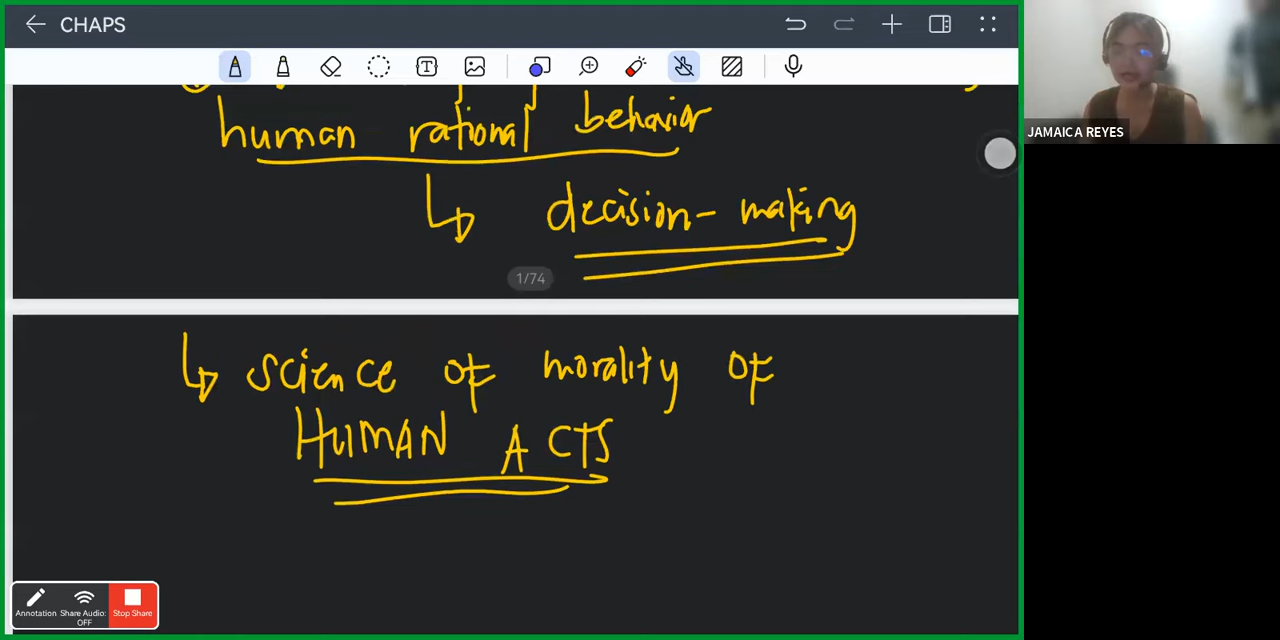 CHAPS
JAMAICA REYES
human rational behavior
decision- making
1/74
science of morality of
HUMAN ACTS
Annotation
Share Audio: OFF
Stop Share